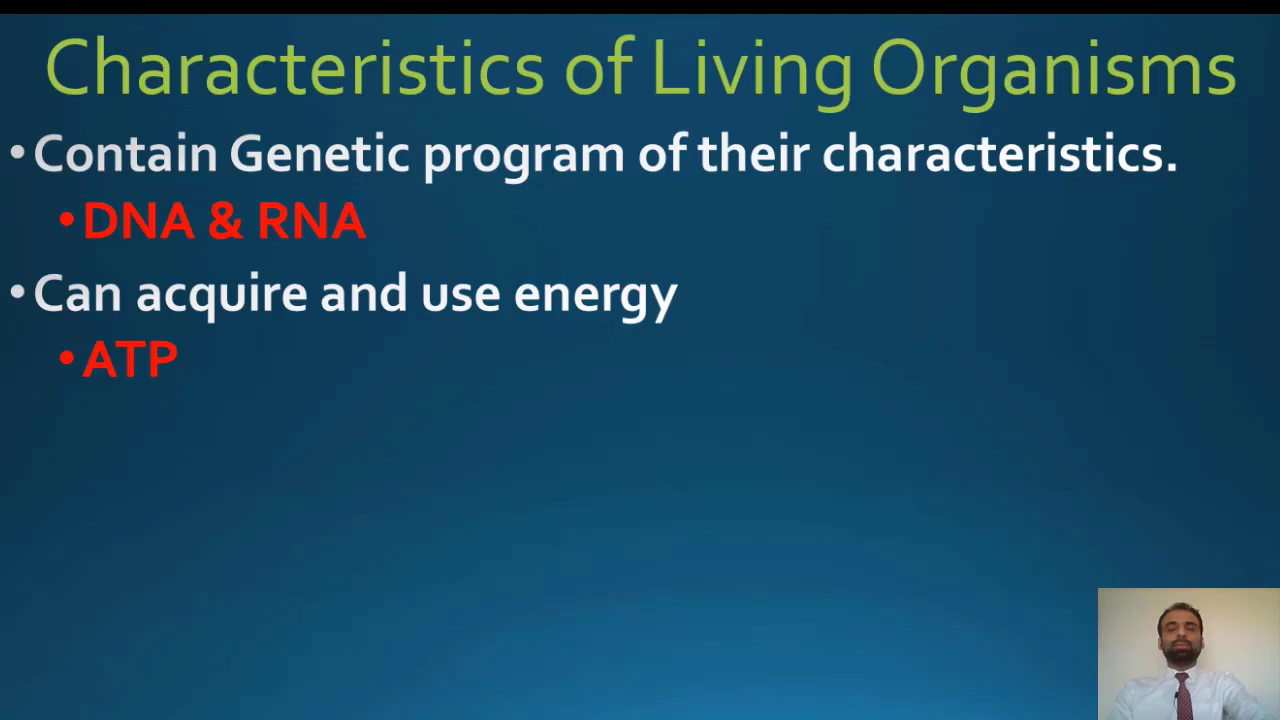 Characteristics of Living Organisms
• Contain Genetic program of their characteristics.
• DNA & RNA
• Can acquire and use energy
• ATP